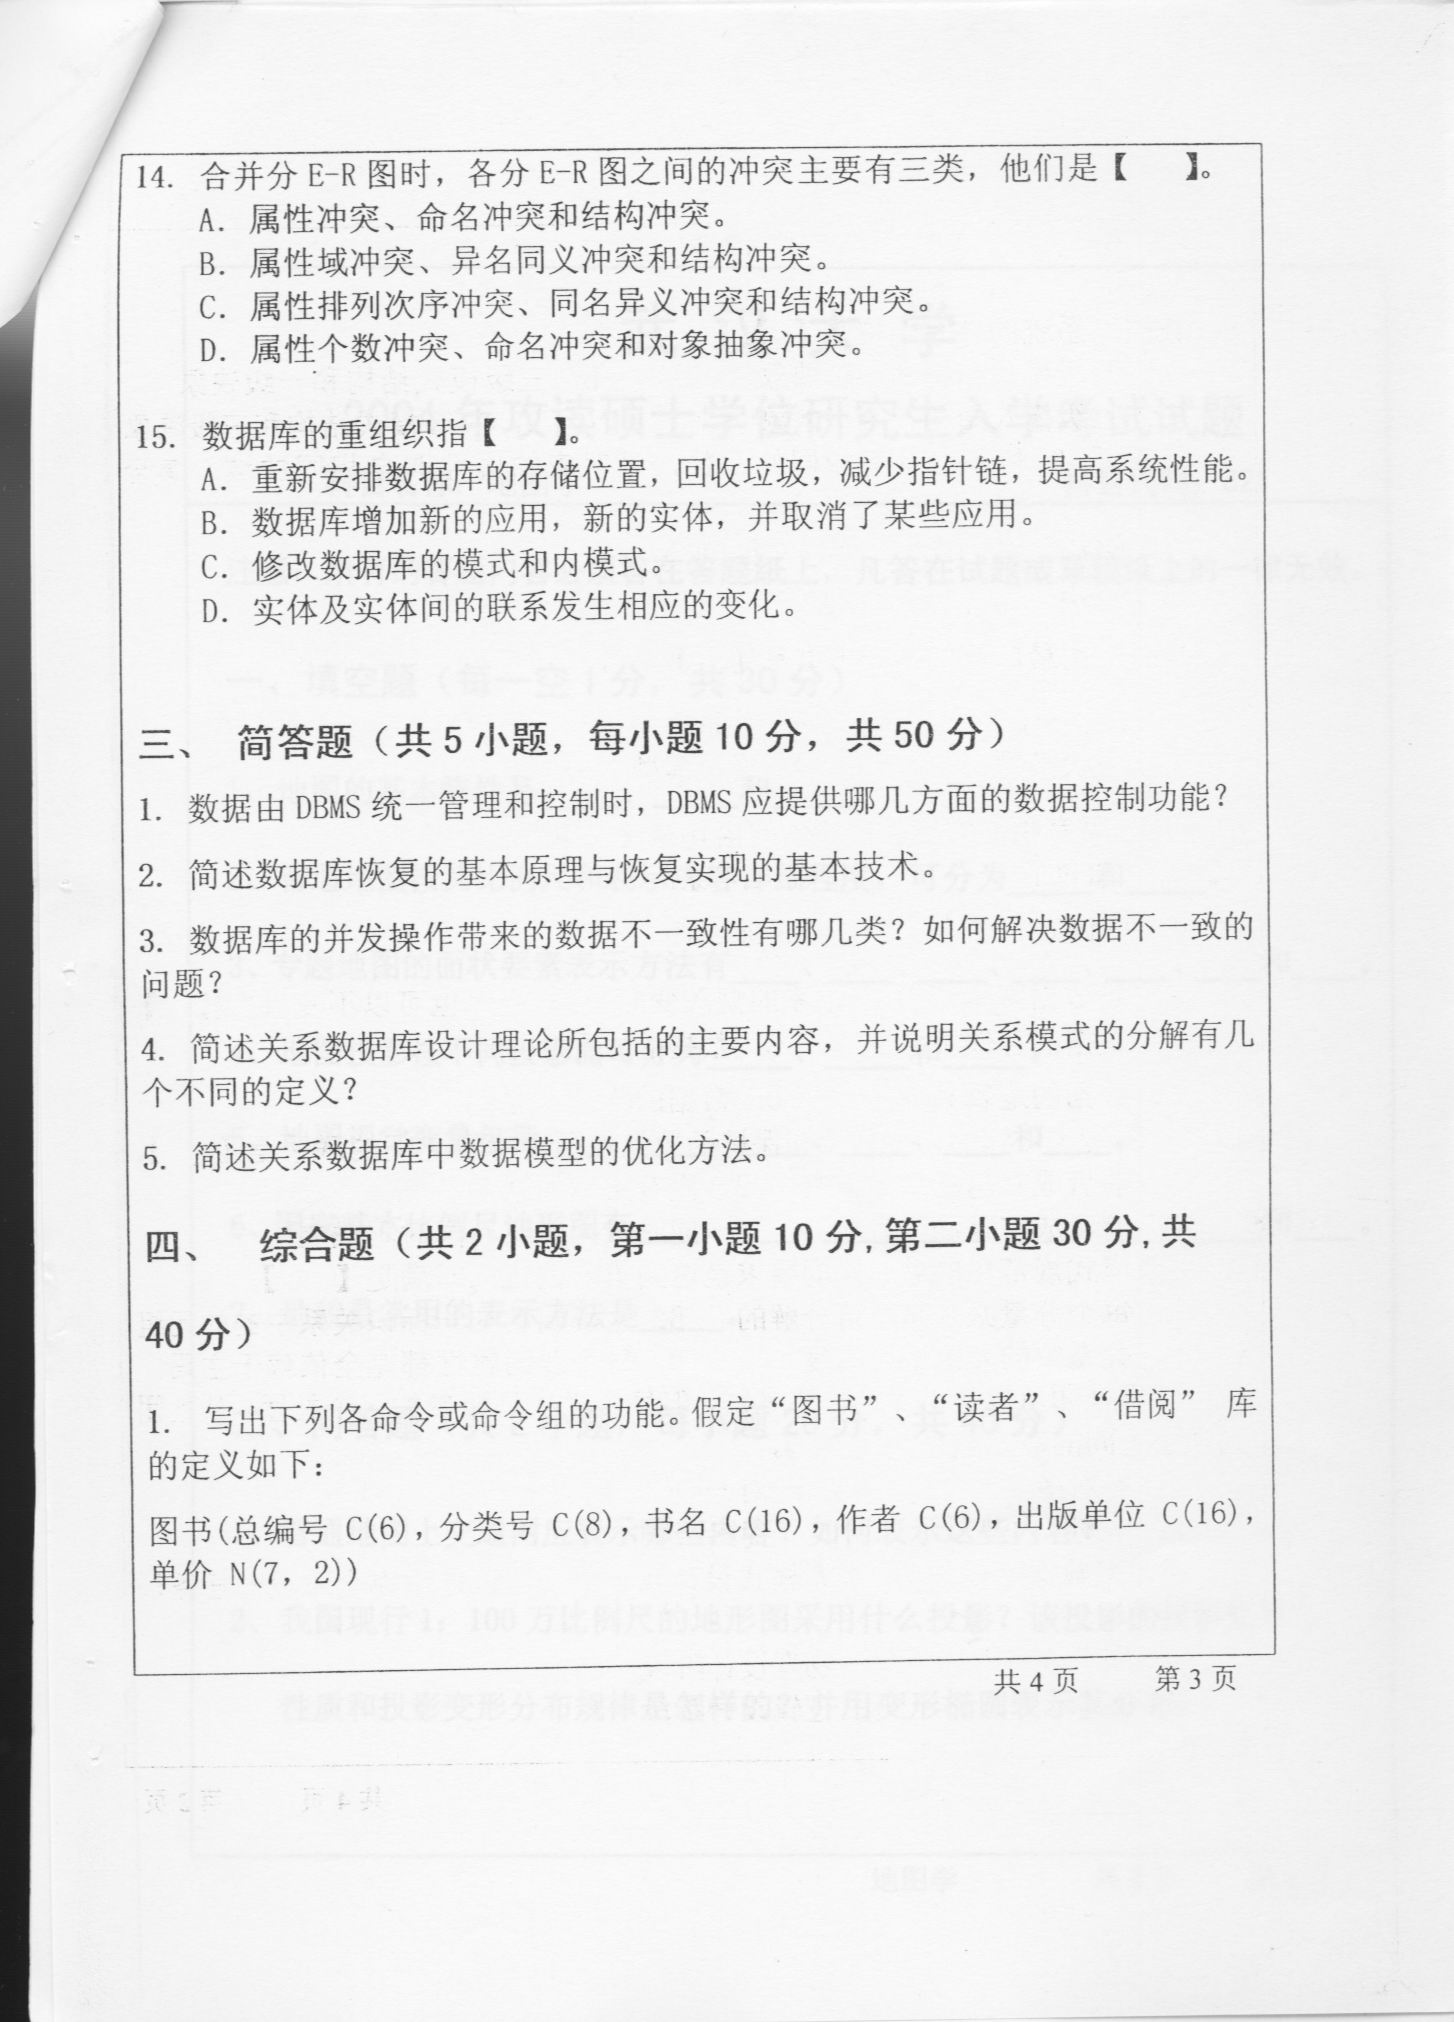 14. 合并分 E-R 图时，各分 E-R 图之间的冲突主要有三类，他们是【　】。
A. 属性冲突、命名冲突和结构冲突。
B. 属性域冲突、异名同义冲突和结构冲突。
C. 属性排列次序冲突、同名异义冲突和结构冲突。
D. 属性个数冲突、命名冲突和对象抽象冲突。
15. 数据库的重组织指【　】。
A. 重新安排数据库的存储位置，回收垃圾，减少指针链，提高系统性能。
B. 数据库增加新的应用，新的实体，并取消了某些应用。
C. 修改数据库的模式和内模式。
D. 实体及实体间的联系发生相应的变化。
三、 简答题（共 5 小题，每小题 10 分，共 50 分）
1. 数据由 DBMS 统一管理和控制时，DBMS 应提供哪几方面的数据控制功能？
2. 简述数据库恢复的基本原理与恢复实现的基本技术。
3. 数据库的并发操作带来的数据不一致性有哪几类？如何解决数据不一致的
问题？
4. 简述关系数据库设计理论所包括的主要内容，并说明关系模式的分解有几
个不同的定义？
5. 简述关系数据库中数据模型的优化方法。
四、 综合题（共 2 小题，第一小题 10 分，第二小题 30 分，共
40 分）
1. 写出下列各命令或命令组的功能。假定“图书”、“读者”、“借阅” 库
的定义如下：
图书(总编号 C(6)，分类号 C(8)，书名 C(16)，作者 C(6)，出版单位 C(16)，
单价 N(7, 2))
共 4 页 第 3 页